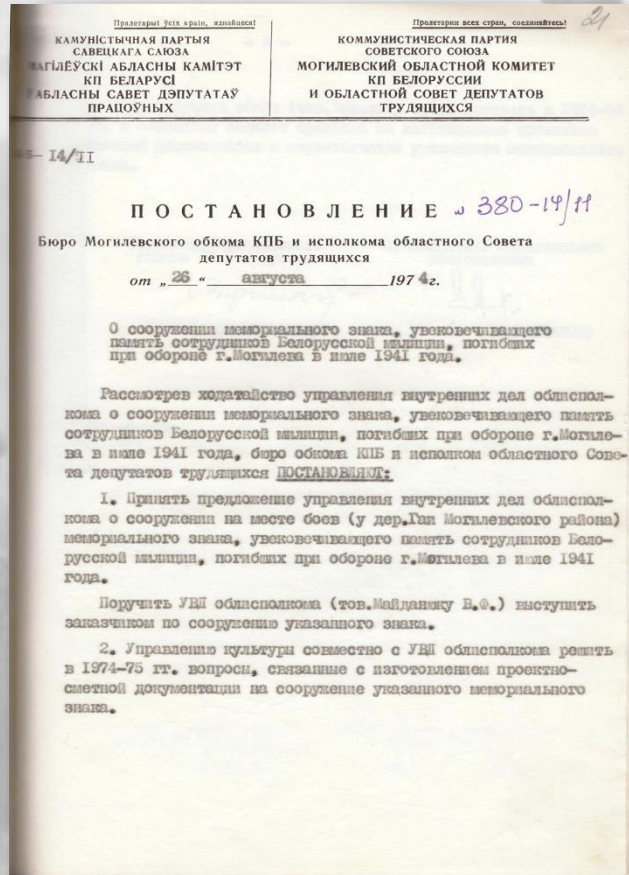 21
Пралетарыі ўсіх краін, яднайцеся!
Пролетарии всех стран, соединяйтесь!
КАМУНІСТЫЧНАЯ ПАРТЫЯ
САВЕЦКАГА САЮЗА
МАГІЛЁЎСКІ АБЛАСНЫ КАМІТЭТ
КП БЕЛАРУСІ
І АБЛАСНЫ САВЕТ ДЭПУТАТАЎ
ПРАЦОЎНЫХ
КОММУНИСТИЧЕСКАЯ ПАРТИЯ
СОВЕТСКОГО СОЮЗА
МОГИЛЕВСКИЙ ОБЛАСТНОЙ КОМИТЕТ
КП БЕЛОРУССИИ
И ОБЛАСТНОЙ СОВЕТ ДЕПУТАТОВ
ТРУДЯЩИХСЯ
14/II
ПОСТАНОВЛЕНИЕ № 380-14/11
Бюро Могилевского обкома КПБ и исполкома областного Совета
депутатов трудящихся
от „26“ августа 1974г.
О сооружении мемориального знака, увековечивающего
память сотрудников Белорусской милиции, погибших
при обороне г.Могилева в июле 1941 года.
Рассмотрев ходатайство управления внутренних дел облиспол-
кома о сооружении мемориального знака, увековечивающего память
сотрудников Белорусской милиции, погибших при обороне г.Могиле-
ва в июле 1941 года, бюро обкома КПБ и исполком областного Сове-
та депутатов трудящихся ПОСТАНОВЛЯЮТ:
1. Принять предложение управления внутренних дел облиспол-
кома о сооружении на месте боев (у дер.Гаи Могилевского района)
мемориального знака, увековечивающего память сотрудников Бело-
русской милиции, погибших при обороне г.Могилева в июле 1941
года.
Поручить УВД облисполкома (тов.Майданюку В.Ф.) выступить
заказчиком по сооружению указанного знака.
2. Управлению культуры совместно с УВД облисполкома решить
в 1974-75 гг. вопросы, связанные с изготовлением проектно-
сметной документации на сооружение указанного мемориального
знака.